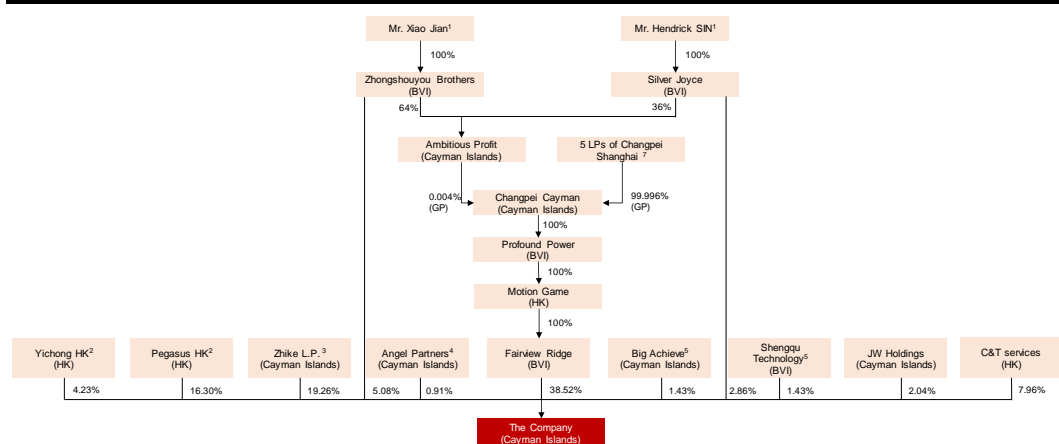 Mr. Xiao Jian¹
Mr. Hendrick SIN¹
100%
100%
Zhongshouyou Brothers
(BVI)
Silver Joyce
(BVI)
64%
36%
Ambitious Profit
(Cayman Islands)
5 LPs of Changpei
Shanghai ⁷
0.004%
(GP)
Changpei Cayman
(Cayman Islands)
99.996%
(GP)
100%
Profound Power
(BVI)
100%
Motion Game
(HK)
100%
Yichong HK²
(HK)
Pegasus HK²
(HK)
Zhike L.P. ³
(Cayman Islands)
Angel Partners⁴
(Cayman Islands)
Fairview Ridge
(BVI)
Big Achieve⁵
(Cayman Islands)
Shengqu
Technology⁵
(BVI)
JW Holdings
(Cayman Islands)
C&T services
(HK)
4.23%
16.30%
19.26%
5.08%
0.91%
38.52%
1.43%
2.86%
1.43%
2.04%
7.96%
The Company
(Cayman Islands)